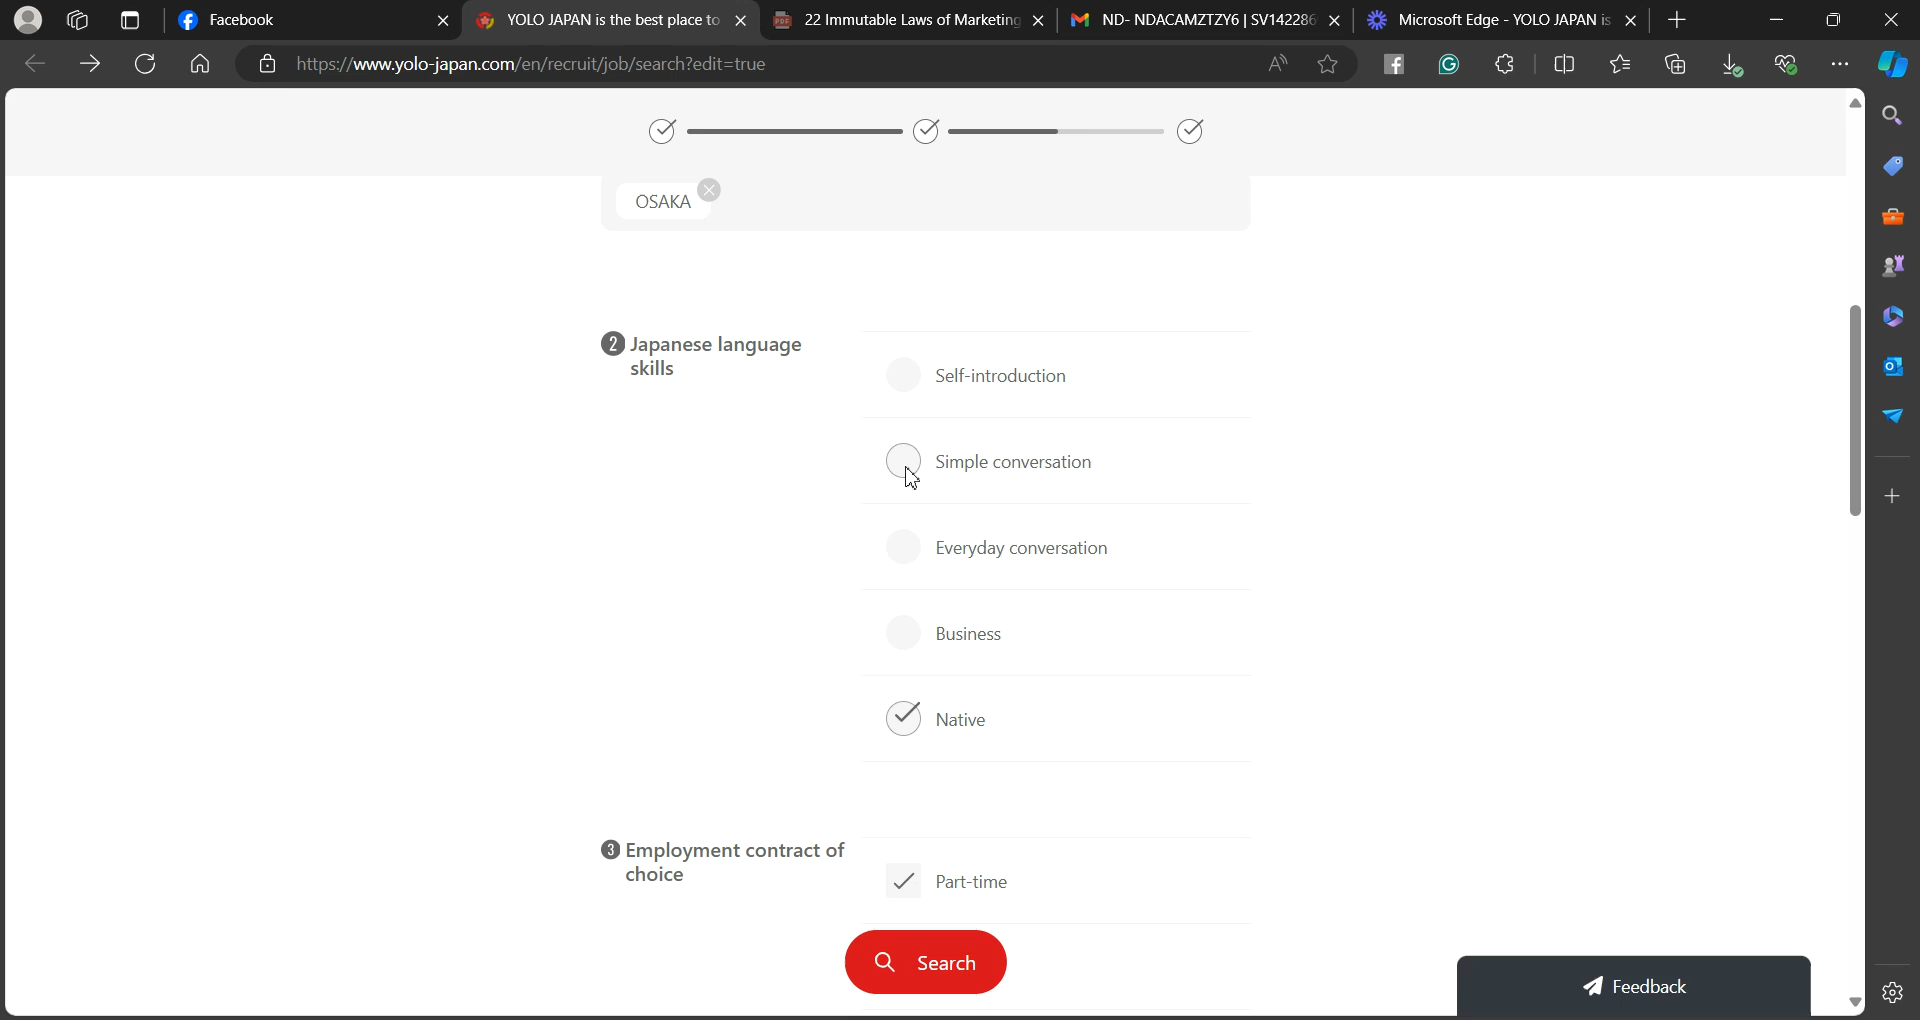 Facebook
YOLO JAPAN is the best place to
22 Immutable Laws of Marketing
ND- NDACAMZTZY6 | SV142286
Microsoft Edge - YOLO JAPAN is
https://www.yolo-japan.com/en/recruit/job/search?edit=true
OSAKA
2 Japanese language
skills
Self-introduction
Simple conversation
Everyday conversation
Business
Native
3 Employment contract of
choice
Part-time
Search
Feedback